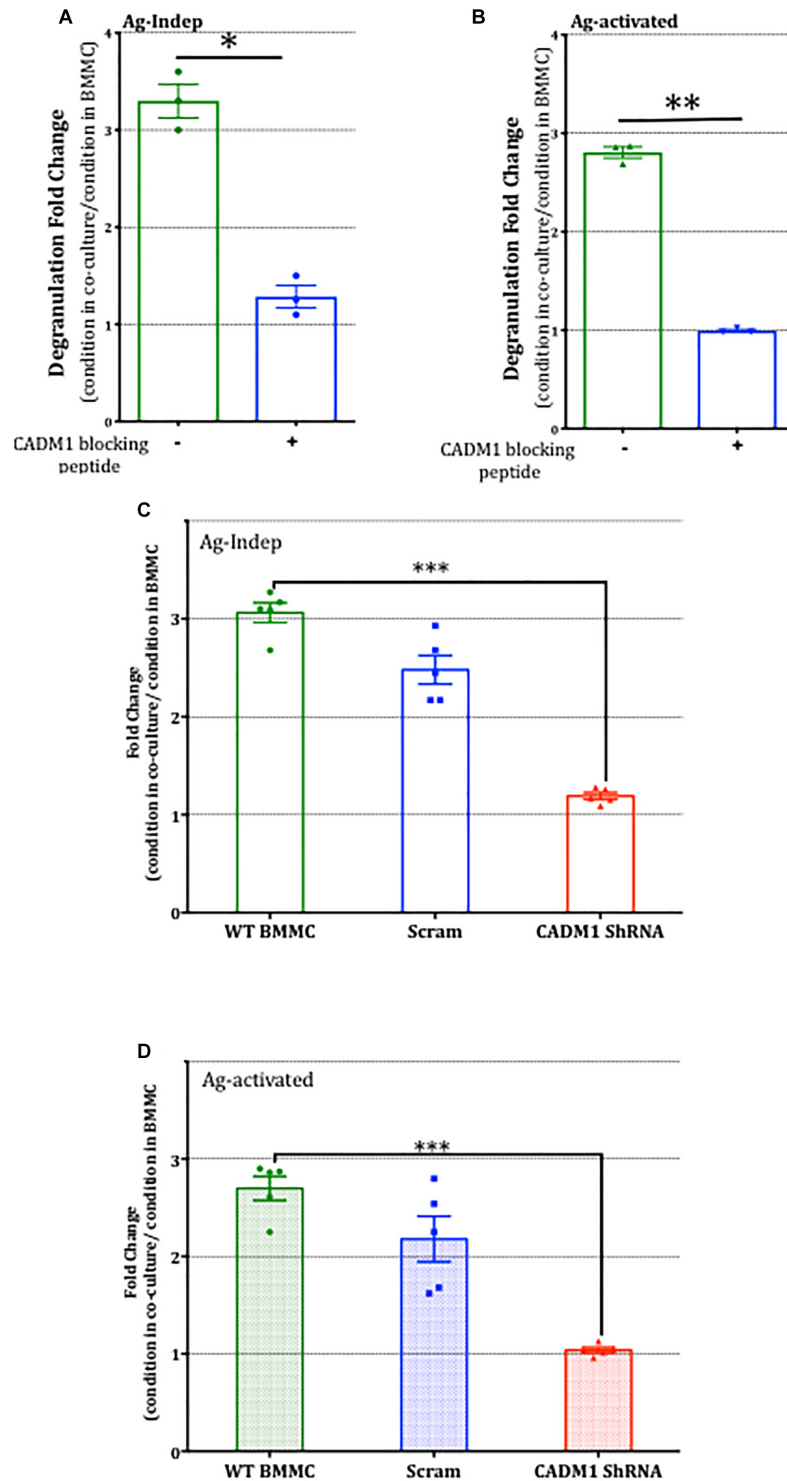 A
Ag-Indep
*
4
3
2
1
0
Degranulation Fold Change
(condition in co-culture/condition in BMMC)
CADM1 blocking
peptide
-
+
B
Ag-activated
**
4
3
2
1
0
Degranulation Fold Change
(condition in co-culture/condition in BMMC)
CADM1 blocking
peptide
-
+
C
Ag-Indep
***
3
2
1
0
Fold Change
(condition in co-culture/ condition in BMMC
WT BMMC
Scram
CADM1 ShRNA
D
Ag-activated
***
3
2
1
0
Fold Change
(condition in co-culture/ condition in BMMC
WT BMMC
Scram
CADM1 ShRNA